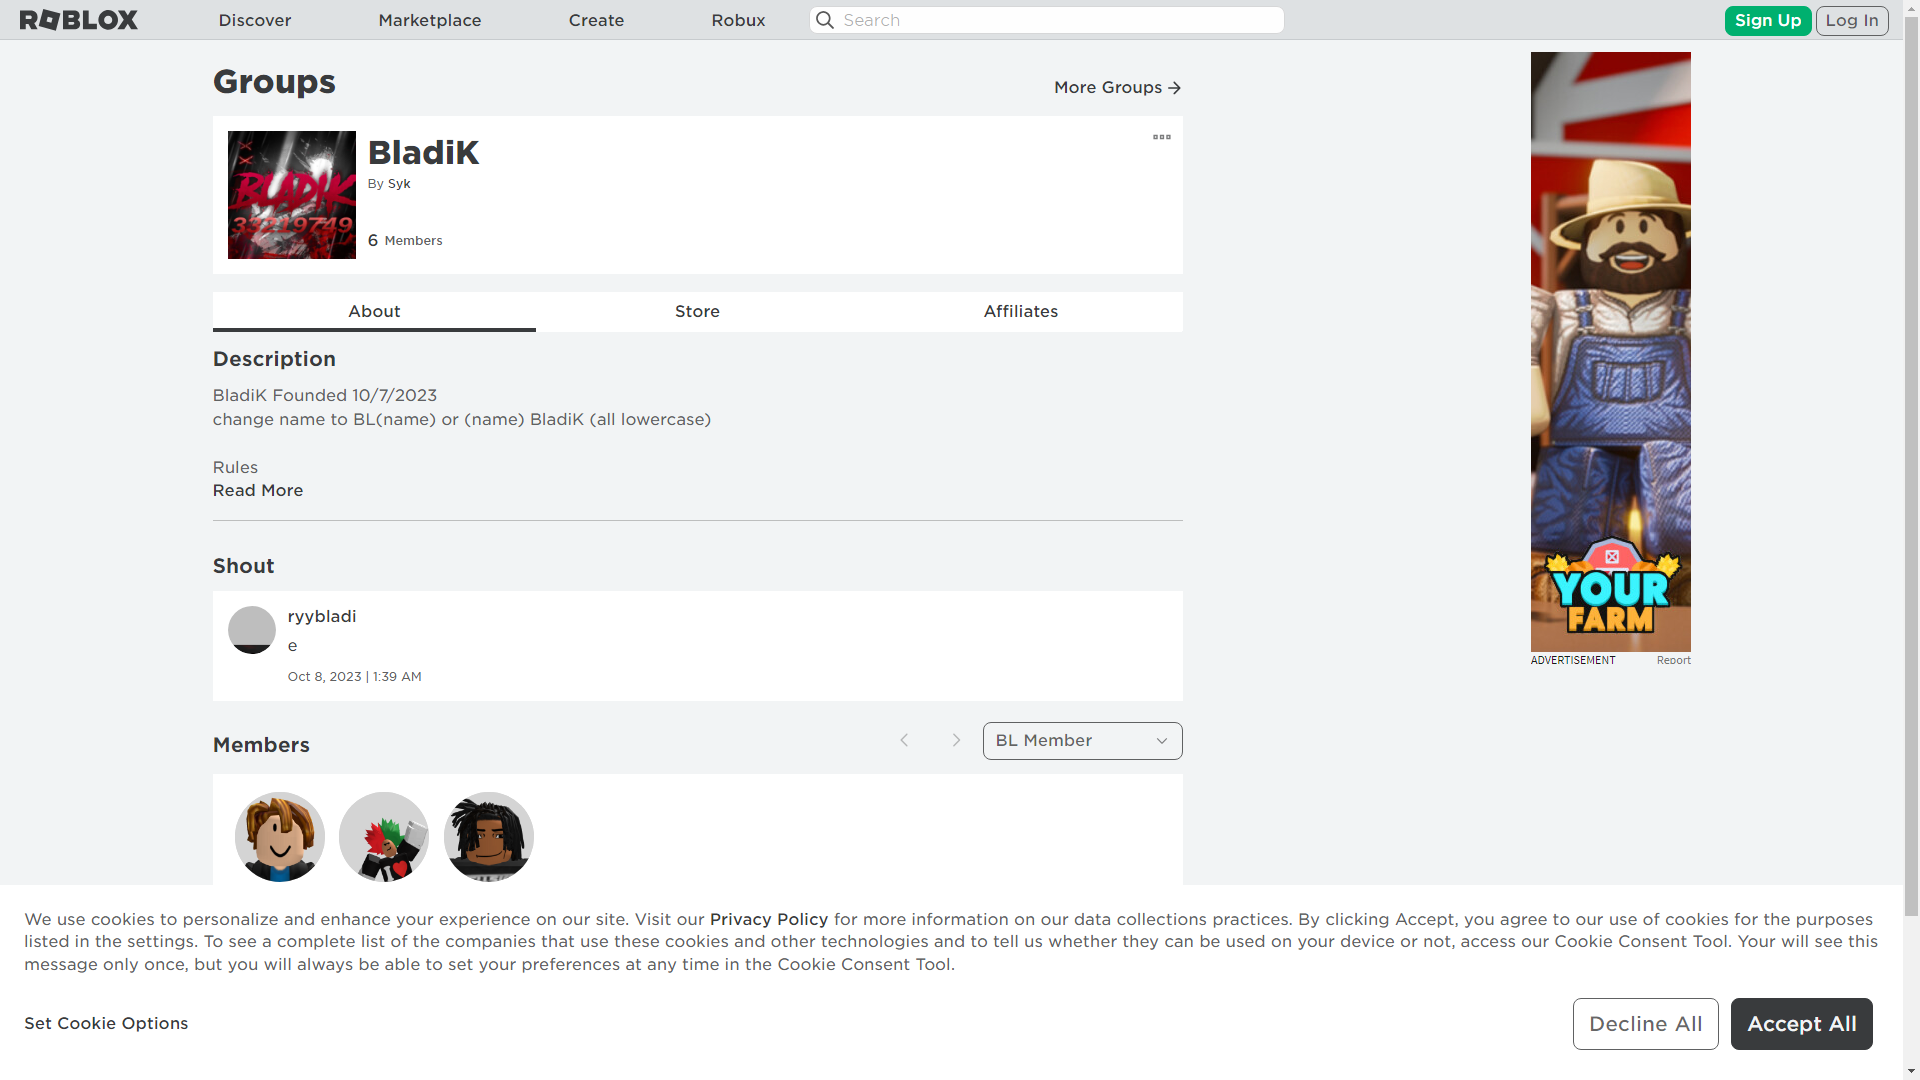 ROBLOX Discover Marketplace Create Robux Search Sign Up Log In
Groups
More Groups
BLADIK
33219749
BladiK
By Syk
6 Members
About Store Affiliates
Description
BladiK Founded 10/7/2023
change name to BL(name) or (name) BladiK (all lowercase)
Rules
Read More
Shout
ryybladi
e
Oct 8, 2023 | 1:39 AM
Members
BL Member
YOUR
FARM
ADVERTISEMENT Report
We use cookies to personalize and enhance your experience on our site. Visit our Privacy Policy for more information on our data collections practices. By clicking Accept, you agree to our use of cookies for the purposes
listed in the settings. To see a complete list of the companies that use these cookies and other technologies and to tell us whether they can be used on your device or not, access our Cookie Consent Tool. Your will see this
message only once, but you will always be able to set your preferences at any time in the Cookie Consent Tool.
Set Cookie Options
Decline All
Accept All